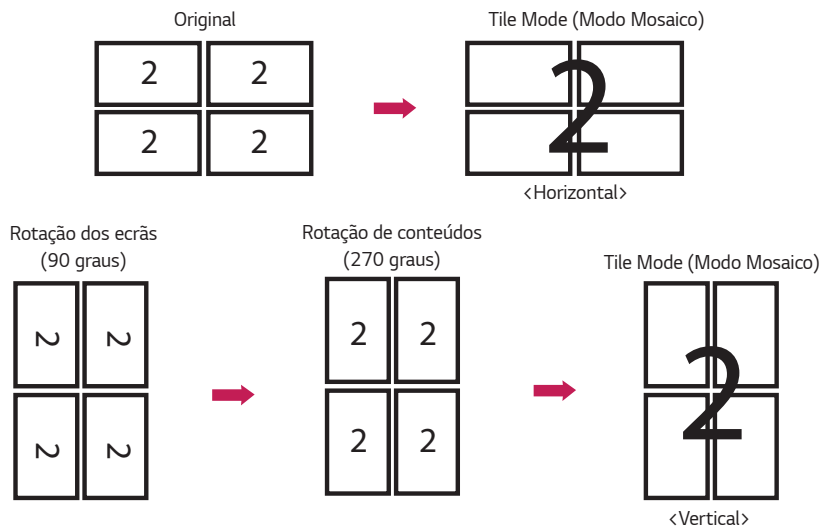 Original
Tile Mode (Modo Mosaico)
2 2
2 2
2
<Horizontal>
Rotação dos ecrãs
(90 graus)
Rotação de conteúdos
(270 graus)
Tile Mode (Modo Mosaico)
2 2
2 2
2 2
2 2
2
<Vertical>